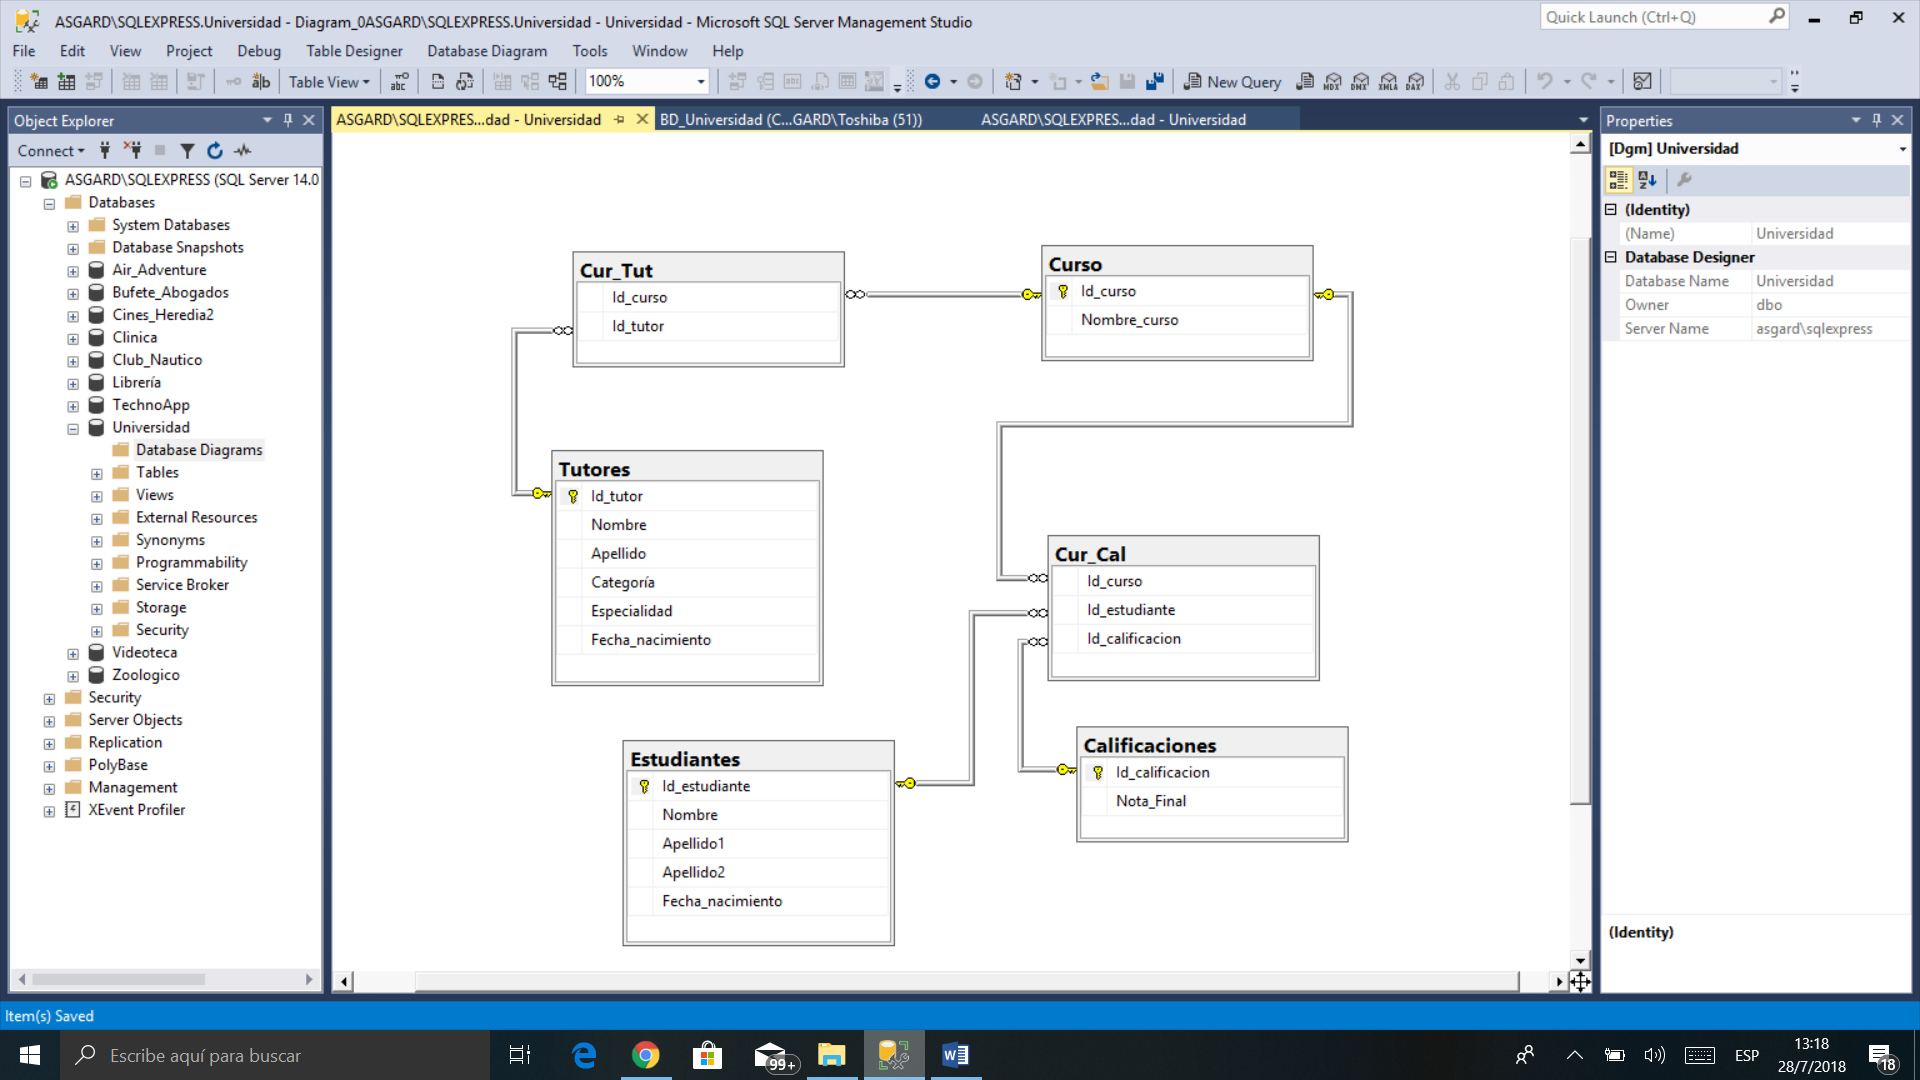 ASGARD\SQLEXPRESS.Universidad - Diagram_0ASGARD\SQLEXPRESS.Universidad - Universidad - Microsoft SQL Server Management Studio
Quick Launch (Ctrl+Q)
File Edit View Project Debug Table Designer Database Diagram Tools Window Help
Table View 100% New Query
Object Explorer
Connect
ASGARD\SQLEXPRESS (SQL Server 14.0
Databases
System Databases
Database Snapshots
Air_Adventure
Bufete_Abogados
Cines_Heredia2
Clinica
Club_Nautico
Librería
TechnoApp
Universidad
Database Diagrams
Tables
Views
External Resources
Synonyms
Programmability
Service Broker
Storage
Security
Videoteca
Zoologico
Security
Server Objects
Replication
PolyBase
Management
XEvent Profiler
ASGARD\SQLEXPRES...dad - Universidad
BD_Universidad (C...GARD\Toshiba (51))
ASGARD\SQLEXPRES...dad - Universidad
Cur_Tut
Id_curso
Id_tutor
Curso
Id_curso
Nombre_curso
Tutores
Id_tutor
Nombre
Apellido
Categoría
Especialidad
Fecha_nacimiento
Cur_Cal
Id_curso
Id_estudiante
Id_calificacion
Estudiantes
Id_estudiante
Nombre
Apellido1
Apellido2
Fecha_nacimiento
Calificaciones
Id_calificacion
Nota_Final
Properties
[Dgm] Universidad
(Identity)
(Name) Universidad
Database Designer
Database Name Universidad
Owner dbo
Server Name asgard\sqlexpress
(Identity)
Item(s) Saved
Escribe aquí para buscar
99+
ESP
13:18
28/7/2018
18